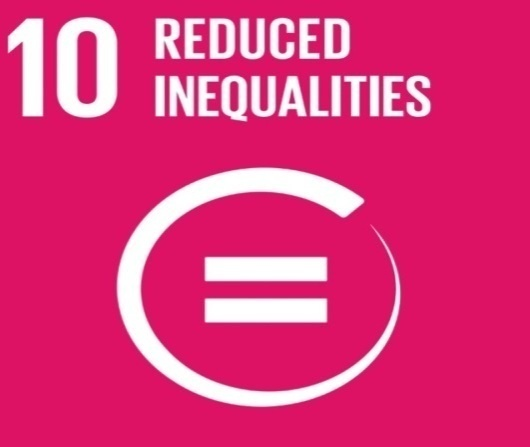 10 REDUCED
INEQUALITIES
=